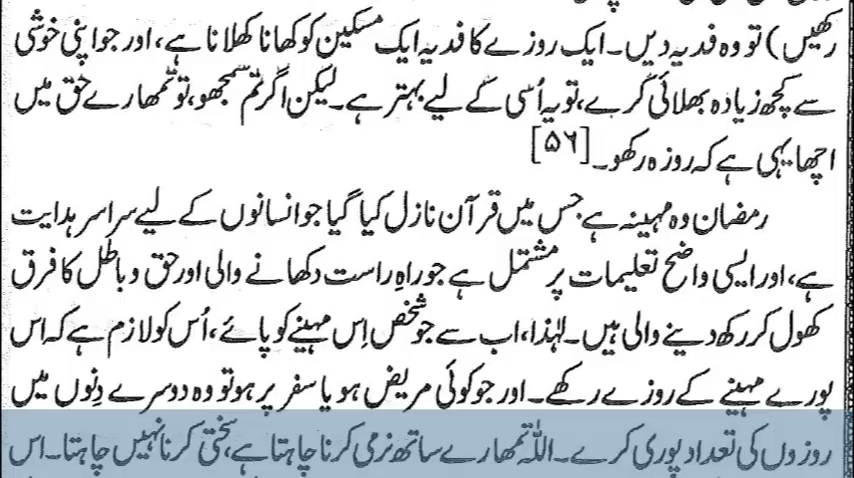 رکھیں) تو وہ فدیہ دیں۔ ایک روزے کا فدیہ ایک مسکین کو کھانا کھلانا ہے، اور جو اپنی خوشی
سے کچھ زیادہ بھلائی کرے، تو یہ اُسی کے لیے بہتر ہے۔ لیکن اگر تم سمجھو، تو تمھارے حق میں
اچھا یہی ہے کہ روزہ رکھو۔[۵۶]
رمضان وہ مہینہ ہے جس میں قرآن نازل کیا گیا جو انسانوں کے لیے سراسر ہدایت
ہے، اور ایسی واضح تعلیمات پر مشتمل ہے جو راہِ راست دکھانے والی اور حق و باطل کا فرق
کھول کر رکھ دینے والی ہیں۔ لہٰذا، اب سے جو شخص اِس مہینے کو پائے، اُس کو لازم ہے کہ اس
پورے مہینے کے روزے رکھے۔ اور جو کوئی مریض ہو یا سفر پر ہو تو وہ دوسرے دِنوں میں
روزوں کی تعداد پوری کرے۔ اللہ تمھارے ساتھ نرمی کرنا چاہتا ہے، سختی کرنا نہیں چاہتا۔ اس